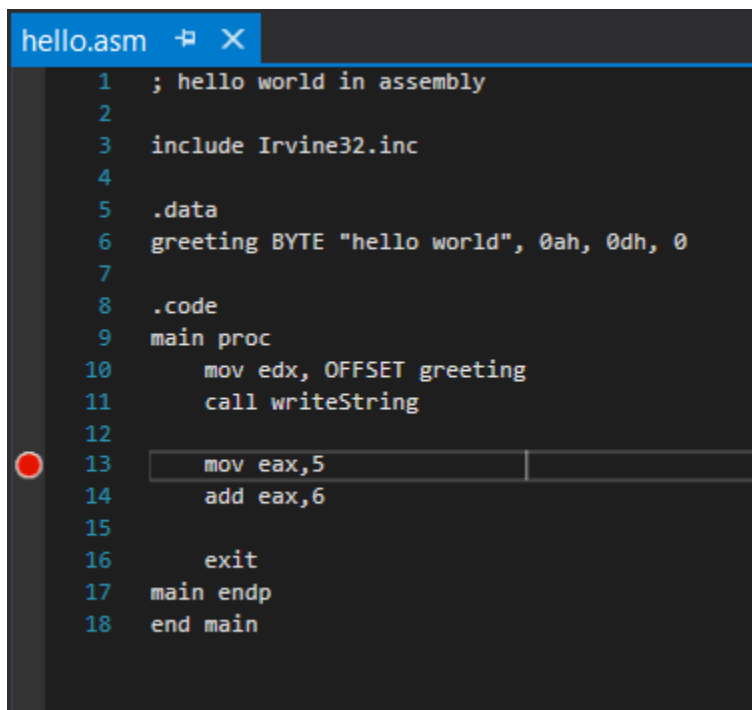 hello.asm
1 ; hello world in assembly
2
3 include Irvine32.inc
4
5 .data
6 greeting BYTE "hello world", 0ah, 0dh, 0
7
8 .code
9 main proc
10     mov edx, OFFSET greeting
11     call writeString
12
13     mov eax,5
14     add eax,6
15
16     exit
17 main endp
18 end main